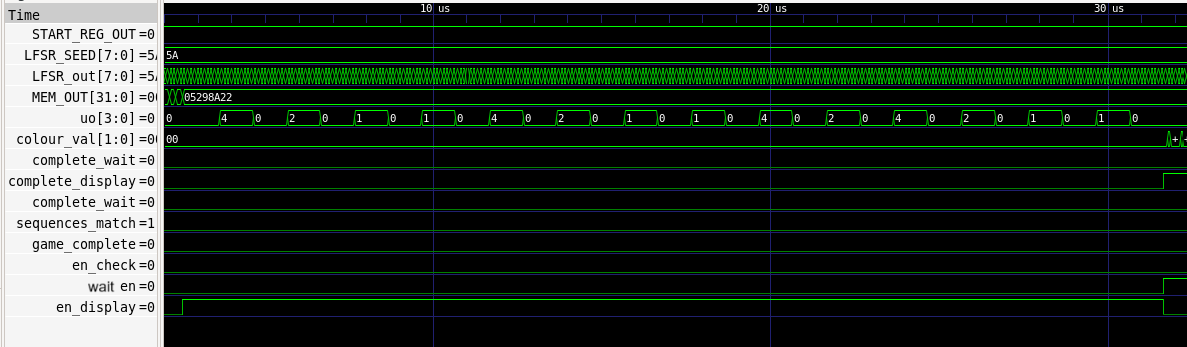 10 us 20 us 30 us
Time
START_REG_OUT=0
LFSR_SEED[7:0]=5A 5A
LFSR_out[7:0]=5A
MEM_OUT[31:0]=00 05298A22
uo[3:0]=0 0 4 0 2 0 1 0 1 0 4 0 2 0 1 0 1 0 4 0 2 0 4 0 2 0 1 0 1 0
colour_val[1:0]=00 00 + +
complete_wait=0
complete_display=0
complete_wait=0
sequences_match=1
game_complete=0
en_check=0
wait en=0
en_display=0